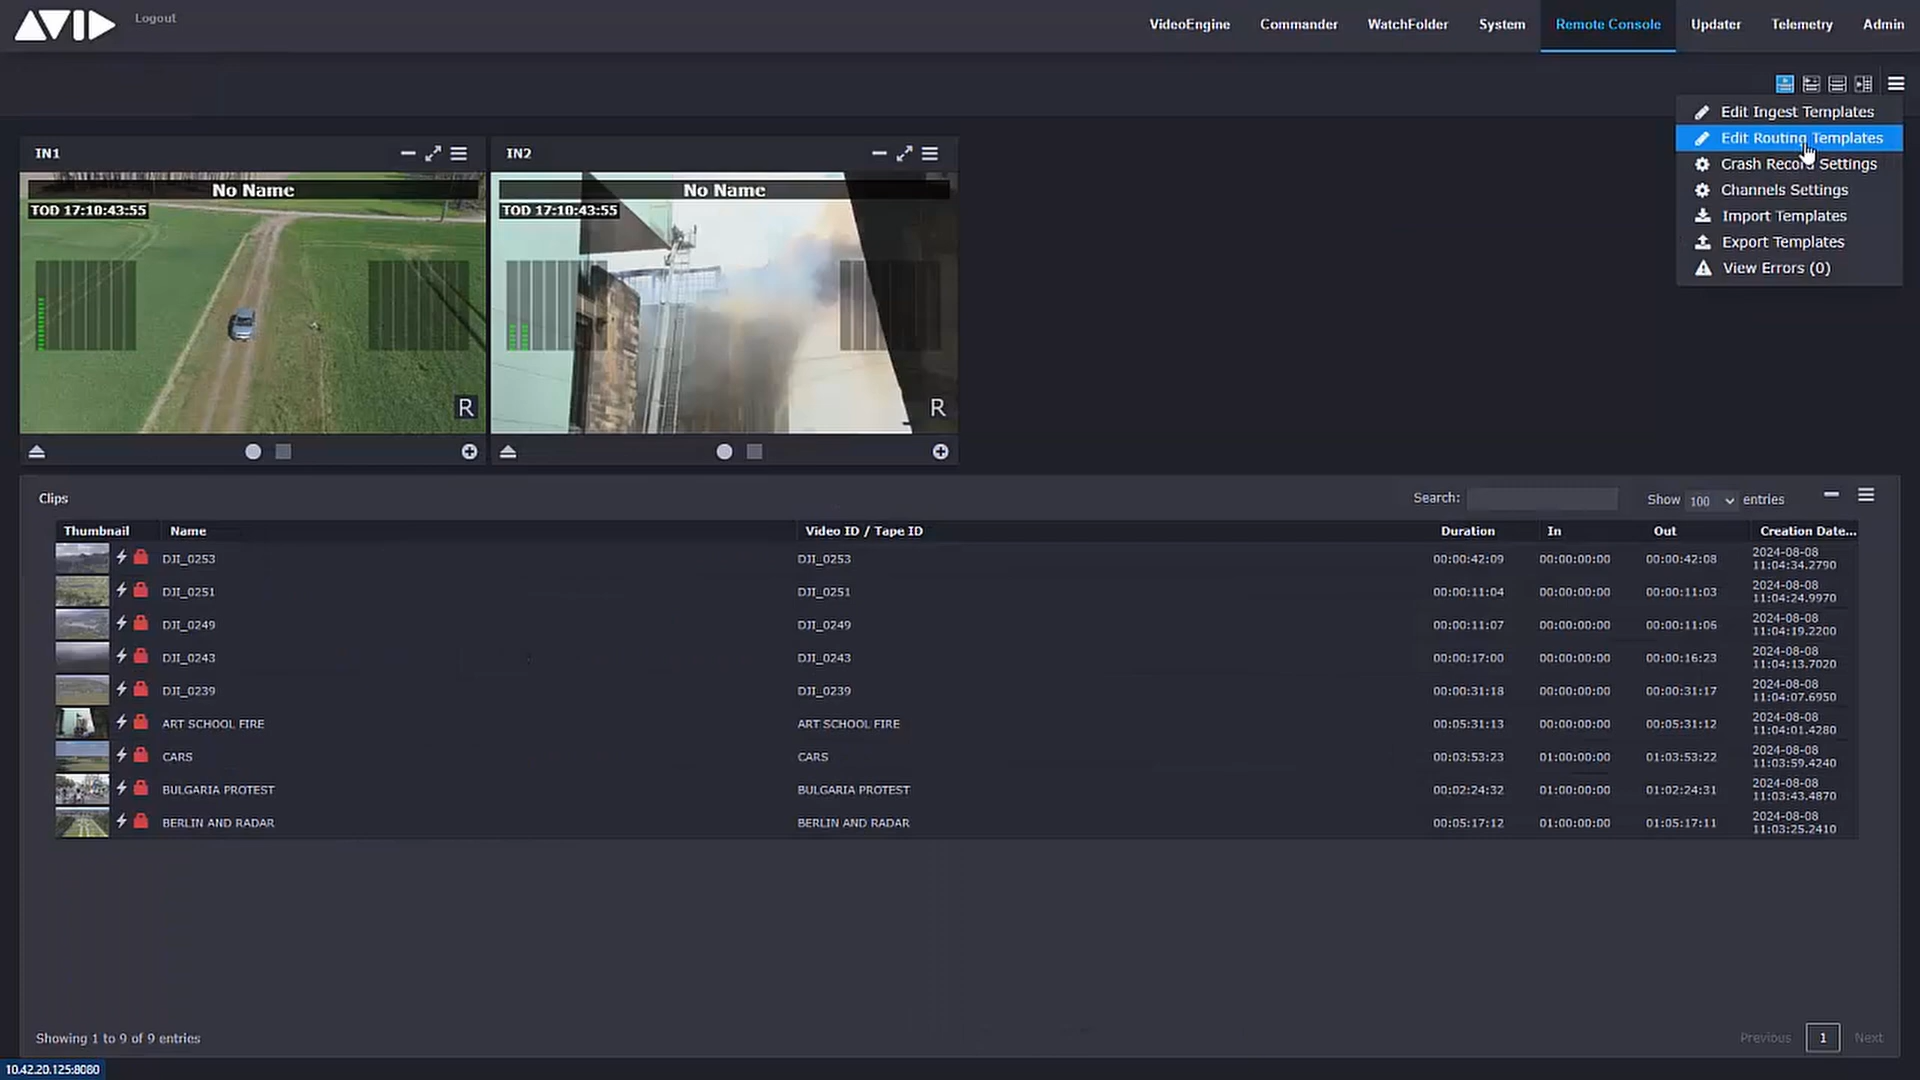 AVID
Logout
VideoEngine
Commander
WatchFolder
System
Remote Console
Updater
Telemetry
Admin
Edit Ingest Templates
Edit Routing Templates
Crash Record Settings
Channels Settings
Import Templates
Export Templates
View Errors (0)
IN1
No Name
TOD 17:10:43:55
R
IN2
No Name
TOD 17:10:43:55
R
Clips
Search:
Show 100 entries
Thumbnail Name Video ID / Tape ID Duration In Out Creation Date...
DJI_0253 DJI_0253 00:00:42:09 00:00:00:00 00:00:42:08 2024-08-08
11:04:34.2790
DJI_0251 DJI_0251 00:00:11:04 00:00:00:00 00:00:11:03 2024-08-08
11:04:24.9970
DJI_0249 DJI_0249 00:00:11:07 00:00:00:00 00:00:11:06 2024-08-08
11:04:19.2200
DJI_0243 DJI_0243 00:00:17:00 00:00:00:00 00:00:16:23 2024-08-08
11:04:13.7020
DJI_0239 DJI_0239 00:00:31:18 00:00:00:00 00:00:31:17 2024-08-08
11:04:07.6950
ART SCHOOL FIRE ART SCHOOL FIRE 00:05:31:13 00:00:00:00 00:05:31:12 2024-08-08
11:04:01.4280
CARS CARS 00:03:53:23 01:00:00:00 01:03:53:22 2024-08-08
11:03:59.4240
BULGARIA PROTEST BULGARIA PROTEST 00:02:24:32 01:00:00:00 01:02:24:31 2024-08-08
11:03:43.4870
BERLIN AND RADAR BERLIN AND RADAR 00:05:17:12 01:00:00:00 01:05:17:11 2024-08-08
11:03:25.2410
Showing 1 to 9 of 9 entries
Previous 1 Next
10.42.20.125:8080